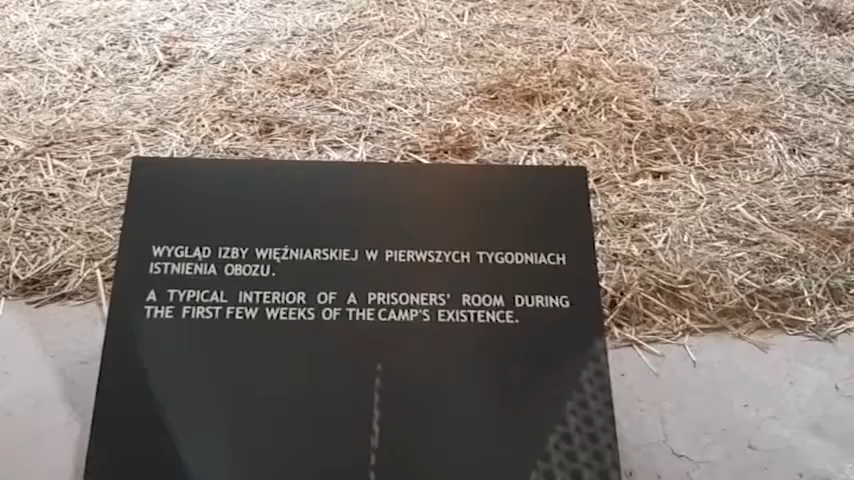 WYGLĄD IZBY WIĘŹNIARSKIEJ W PIERWSZYCH TYGODNIACH
ISTNIENIA OBOZU.
A TYPICAL INTERIOR OF A PRISONERS' ROOM DURING
THE FIRST FEW WEEKS OF THE CAMP'S EXISTENCE.